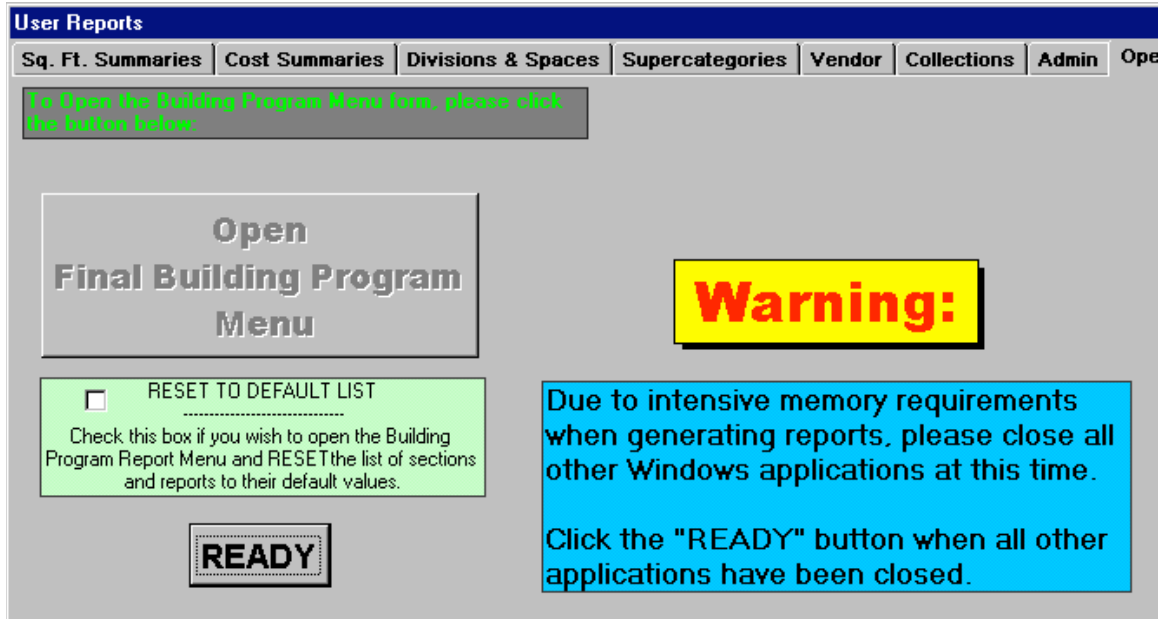 User Reports
Sq. Ft. Summaries Cost Summaries Divisions & Spaces Supercategories Vendor Collections Admin Ope
To Open the Building Program Menu form, please click
the button below:
Open
Final Building Program
Menu
Warning:
RESET TO DEFAULT LIST
------------------------------
Check this box if you wish to open the Building
Program Report Menu and RESET the list of sections
and reports to their default values.
READY
Due to intensive memory requirements
when generating reports, please close all
other Windows applications at this time.
Click the "READY" button when all other
applications have been closed.